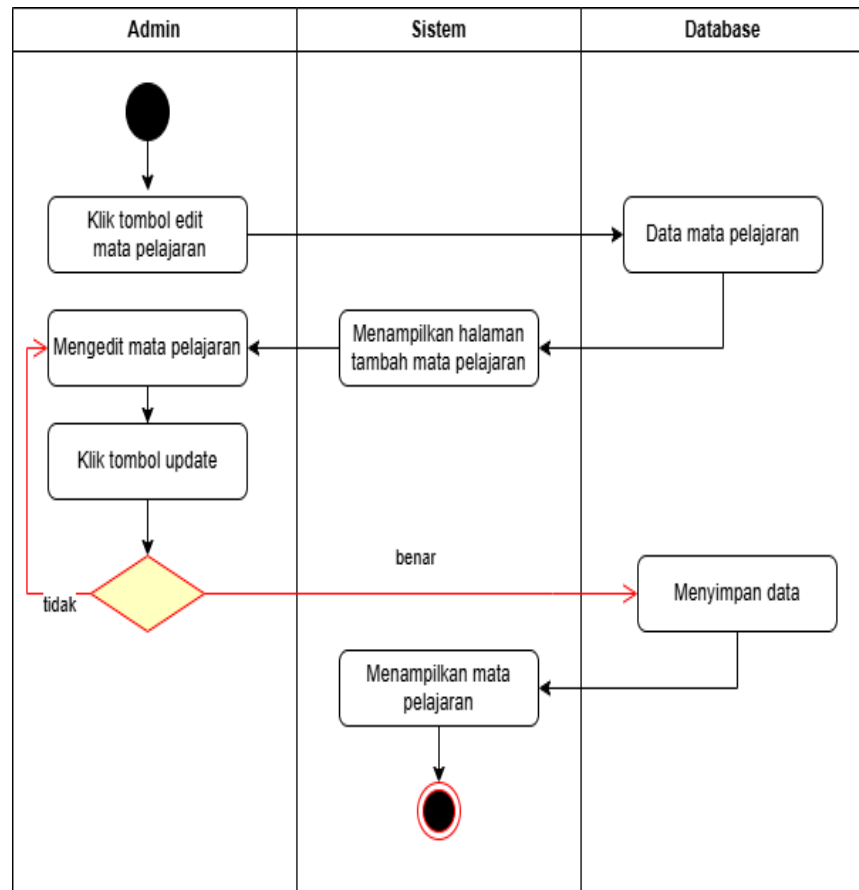 Admin
Sistem
Database
Klik tombol edit
mata pelajaran
Data mata pelajaran
Mengedit mata pelajaran
Menampilkan halaman
tambah mata pelajaran
Klik tombol update
benar
tidak
Menyimpan data
Menampilkan mata
pelajaran